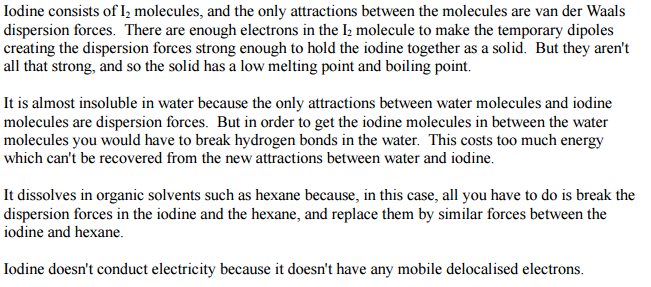 Iodine consists of I₂ molecules, and the only attractions between the molecules are van der Waals
dispersion forces.  There are enough electrons in the I₂ molecule to make the temporary dipoles
creating the dispersion forces strong enough to hold the iodine together as a solid.  But they aren't
all that strong, and so the solid has a low melting point and boiling point.
It is almost insoluble in water because the only attractions between water molecules and iodine
molecules are dispersion forces.  But in order to get the iodine molecules in between the water
molecules you would have to break hydrogen bonds in the water.  This costs too much energy
which can't be recovered from the new attractions between water and iodine.
It dissolves in organic solvents such as hexane because, in this case, all you have to do is break the
dispersion forces in the iodine and the hexane, and replace them by similar forces between the
iodine and hexane.
Iodine doesn't conduct electricity because it doesn't have any mobile delocalised electrons.